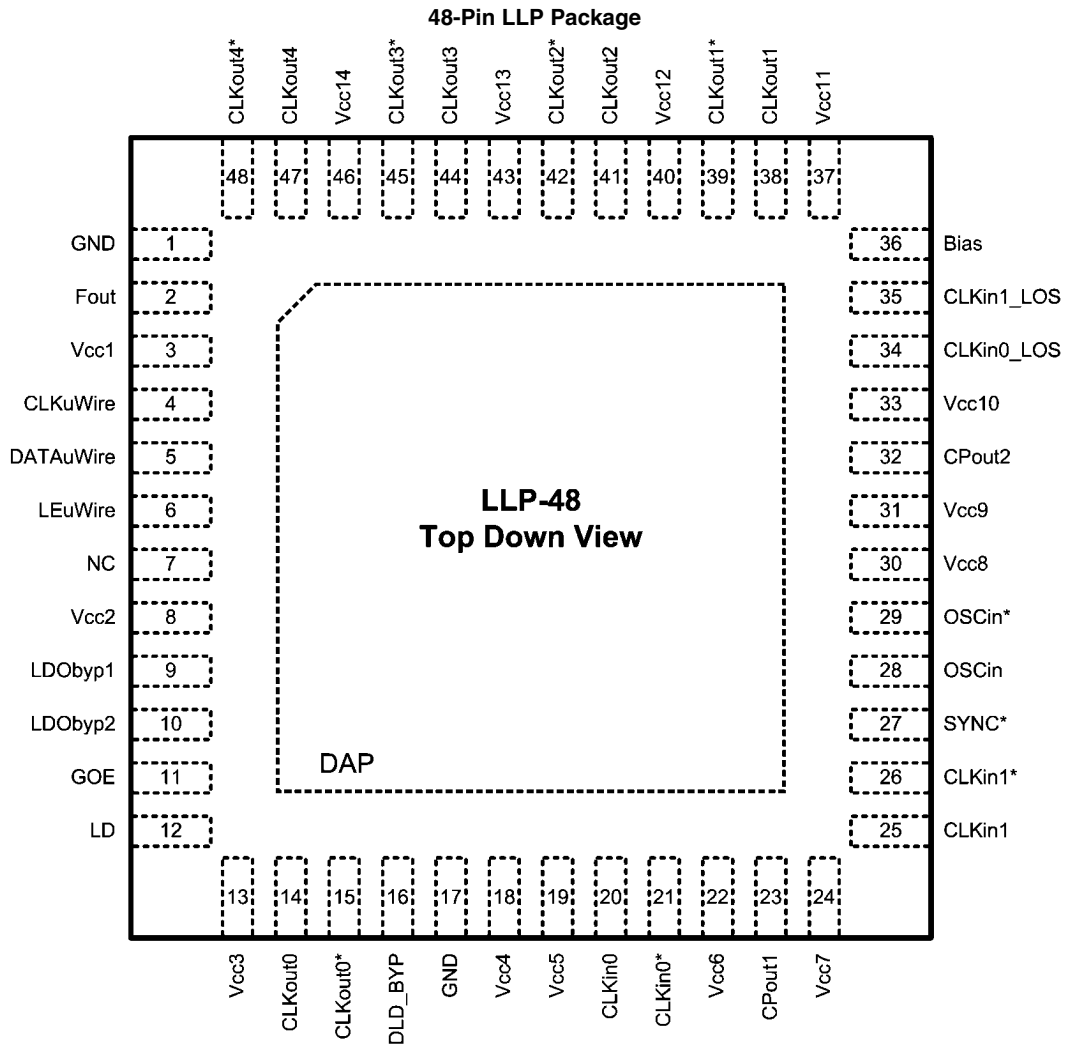 48-Pin LLP Package
CLKout4*
CLKout4
Vcc14
CLKout3*
CLKout3
Vcc13
CLKout2*
CLKout2
Vcc12
CLKout1*
CLKout1
Vcc11
48 47 46 45 44 43 42 41 40 39 38 37
GND 1
Fout 2
Vcc1 3
CLKuWire 4
DATAuWire 5
LEuWire 6
NC 7
Vcc2 8
LDObyp1 9
LDObyp2 10
GOE 11
LD 12
LLP-48
Top Down View
DAP
36 Bias
35 CLKin1_LOS
34 CLKin0_LOS
33 Vcc10
32 CPout2
31 Vcc9
30 Vcc8
29 OSCin*
28 OSCin
27 SYNC*
26 CLKin1*
25 CLKin1
13 14 15 16 17 18 19 20 21 22 23 24
Vcc3
CLKout0
CLKout0*
DLD_BYP
GND
Vcc4
Vcc5
CLKin0
CLKin0*
Vcc6
CPout1
Vcc7